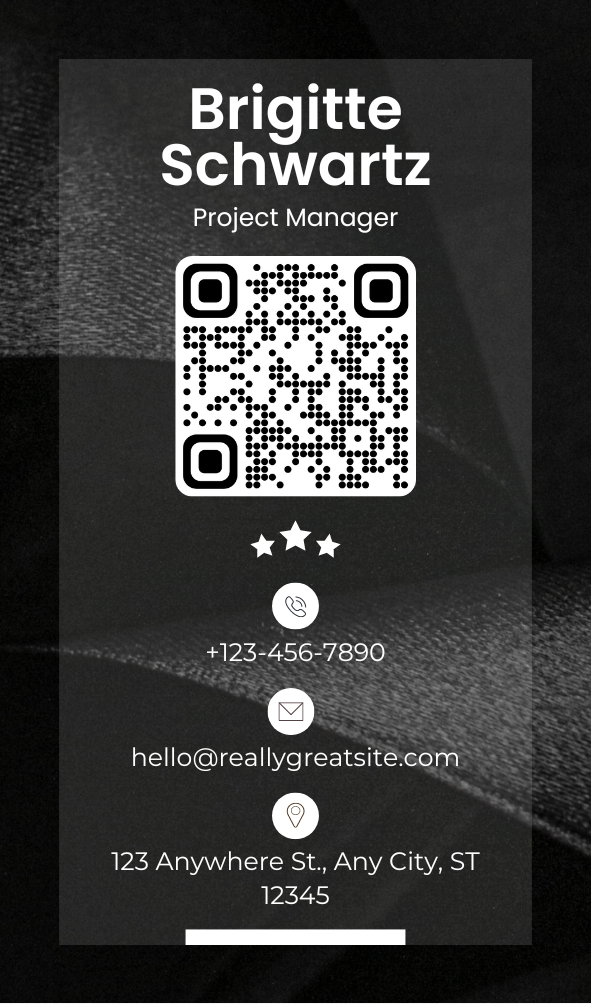 Brigitte
Schwartz
Project Manager
+123-456-7890
hello@reallygreatsite.com
123 Anywhere St., Any City, ST
12345